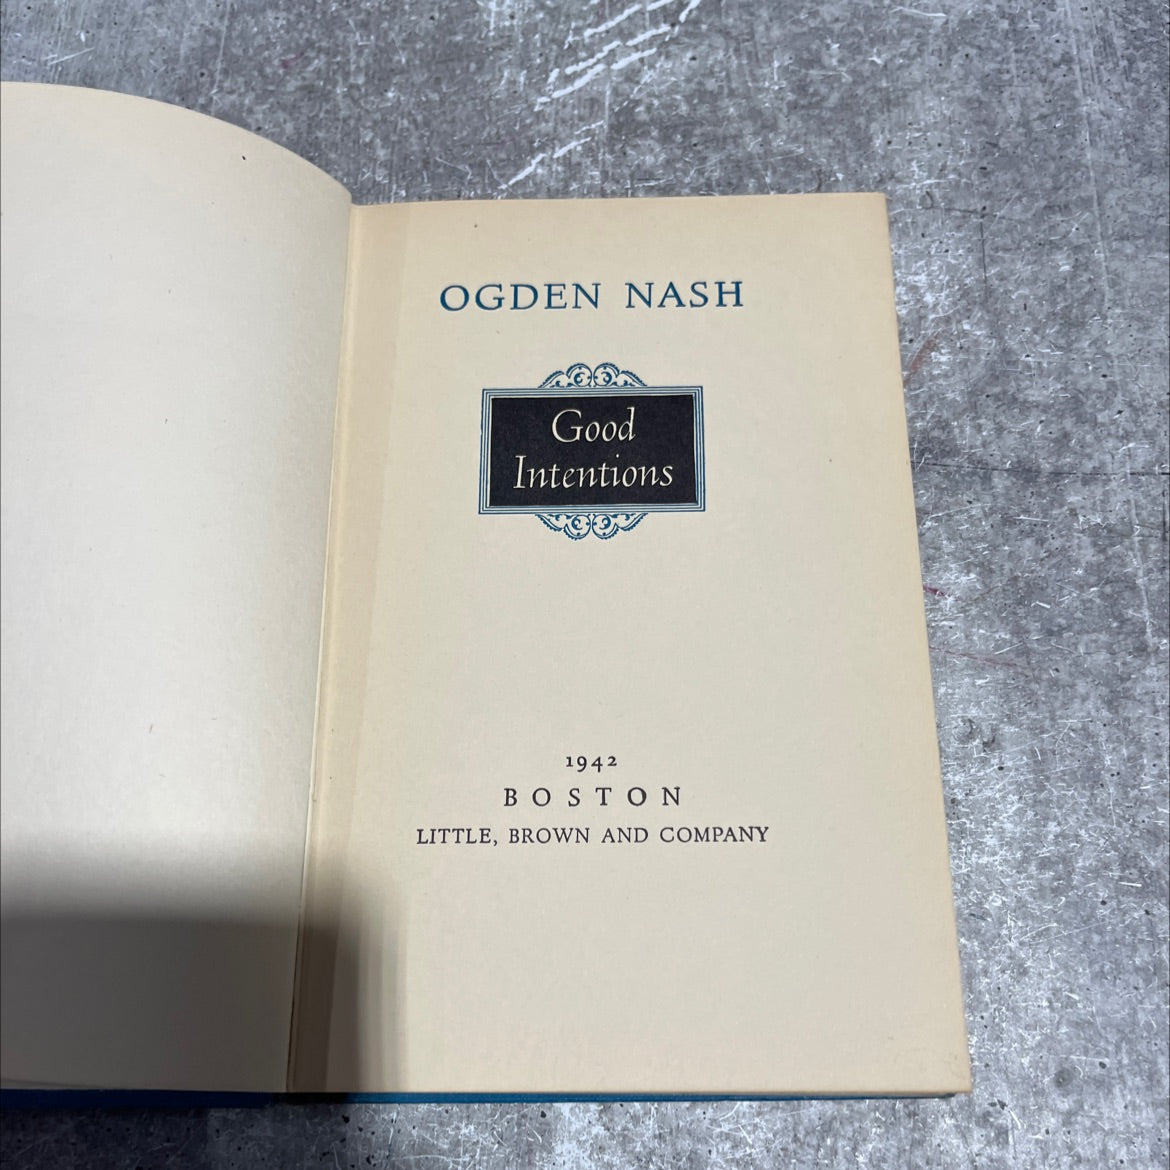 OGDEN NASH
Good
Intentions
1942
BOSTON
LITTLE, BROWN AND COMPANY